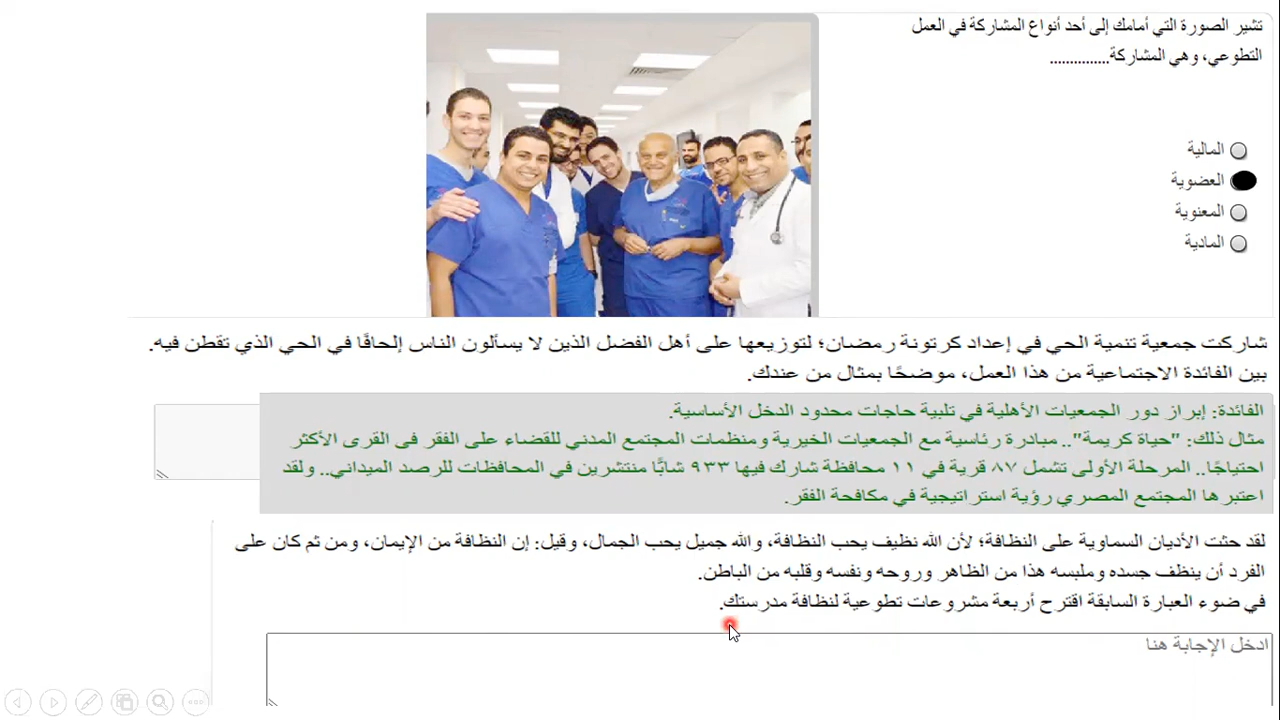 تشير الصورة التي أمامك إلى أحد أنواع المشاركة في العمل
التطوعي، وهي المشاركة...............
المالية
العضوية
المعنوية
المادية
شاركت جمعية تنمية الحي في إعداد كرتونة رمضان؛ لتوزيعها على أهل الفضل الذين لا يسألون الناس إلحافًا في الحي الذي تقطن فيه.
بين الفائدة الاجتماعية من هذا العمل، موضحًا بمثال من عندك.
الفائدة: إبراز دور الجمعيات الأهلية في تلبية حاجات محدود الدخل الأساسية.
مثال ذلك: "حياة كريمة".. مبادرة رئاسية مع الجمعيات الخيرية ومنظمات المجتمع المدني للقضاء على الفقر فى القرى الأكثر
احتياجًا.. المرحلة الأولى تشمل ٨٧ قرية في ١١ محافظة شارك فيها ٩٣٣ شابًّا منتشرين في المحافظات للرصد الميداني.. ولقد
اعتبرها المجتمع المصري رؤية استراتيجية في مكافحة الفقر.
لقد حثت الأديان السماوية على النظافة؛ لأن الله نظيف يحب النظافة، والله جميل يحب الجمال، وقيل: إن النظافة من الإيمان، ومن ثم كان على
الفرد أن ينظف جسده وملبسه هذا من الظاهر وروحه ونفسه وقلبه من الباطن.
في ضوء العبارة السابقة اقترح أربعة مشروعات تطوعية لنظافة مدرستك.
ادخل الإجابة هنا